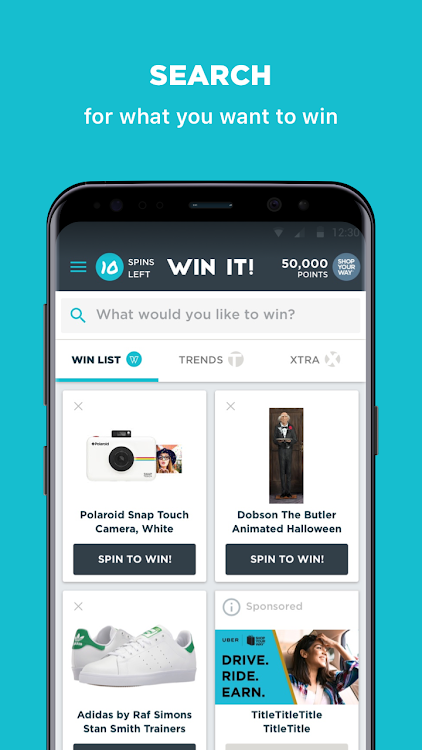 SEARCH
for what you want to win
12:30
10 SPINS LEFT WIN IT! 50,000 POINTS SHOP YOUR WAY
What would you like to win?
WIN LIST W TRENDS T XTRA X
Polaroid
Polaroid Snap Touch
Camera, White
SPIN TO WIN!
Dobson The Butler
Animated Halloween
SPIN TO WIN!
Adidas by Raf Simons
Stan Smith Trainers
SPIN TO WIN!
Sponsored
UBER SHOP YOUR WAY
DRIVE.
RIDE.
EARN.
TitleTitleTitle
TitleTitle